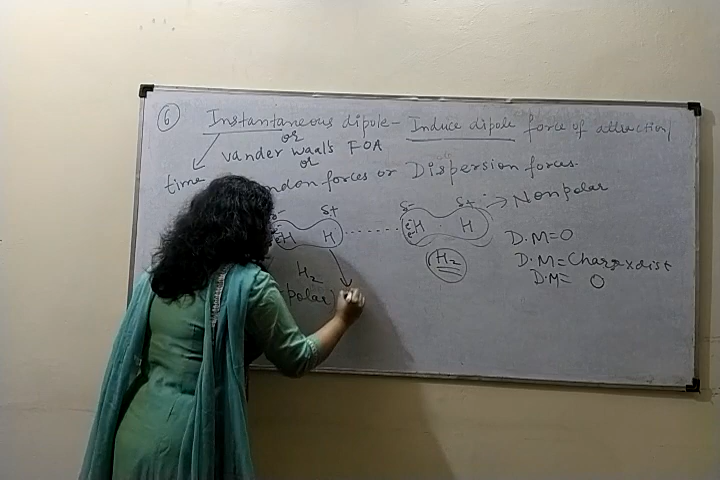 6 Instantaneous dipole- Induce dipole force of attraction
or
vander waal's FOA
or
time ndon forces or Dispersion forces.
δ- δ+ δ- δ+ → Nonpolar
H H ...... e- e- H . H
D.M=0
H2 H2 D.M=Charge×dist
polar) D.M= 0